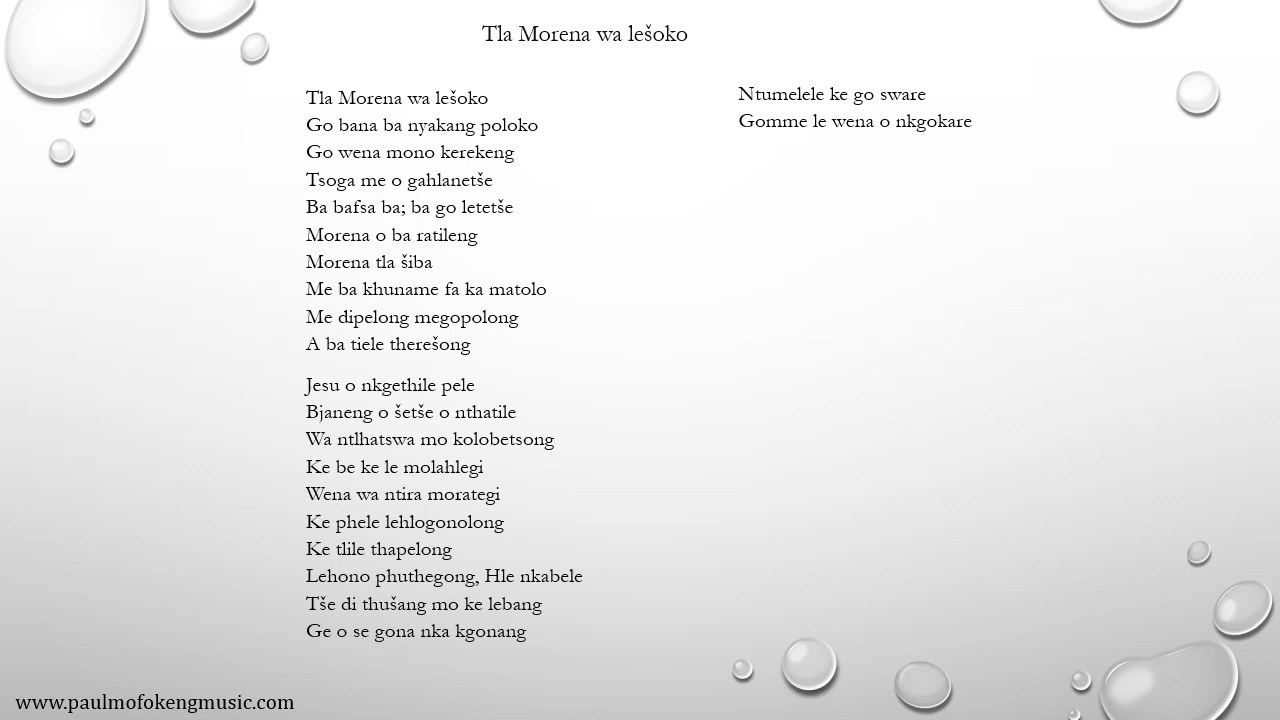 Tla Morena wa lešoko
Tla Morena wa lešoko
Go bana ba nyakang poloko
Go wena mono kerekeng
Tsoga me o gahlanetše
Ba bafsa ba; ba go letetše
Morena o ba ratileng
Morena tla šiba
Me ba khuname fa ka matolo
Me dipelong megopolong
A ba tiele therešong
Jesu o nkgethile pele
Bjaneng o šetše o nthatile
Wa ntlhatswa mo kolobetsong
Ke be ke le molahlegi
Wena wa ntira morategi
Ke phele lehlogonolong
Ke tlile thapelong
Lehono phuthegong, Hle nkabele
Tše di thušang mo ke lebang
Ge o se gona nka kgonang
Ntumelele ke go sware
Gomme le wena o nkgokare
www.paulmofokengmusic.com